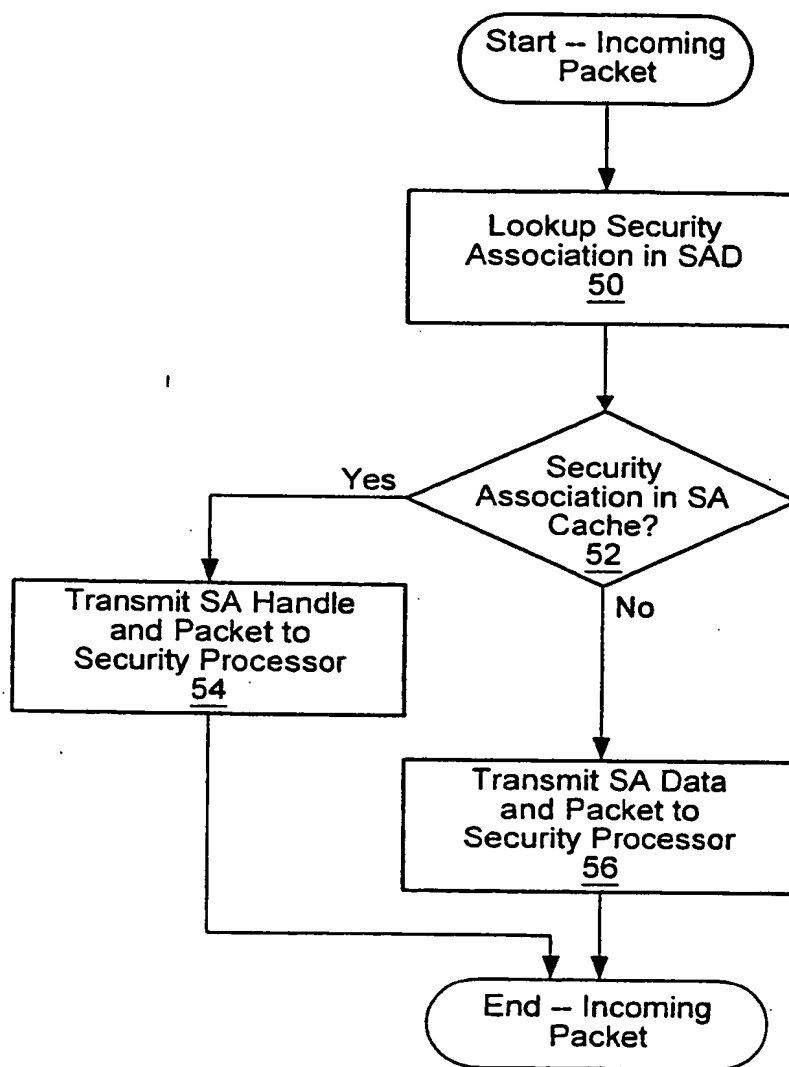 Start -- Incoming
Packet
Lookup Security
Association in SAD
50
Security
Association in SA
Cache?
52
Yes
No
Transmit SA Handle
and Packet to
Security Processor
54
Transmit SA Data
and Packet to
Security Processor
56
End -- Incoming
Packet